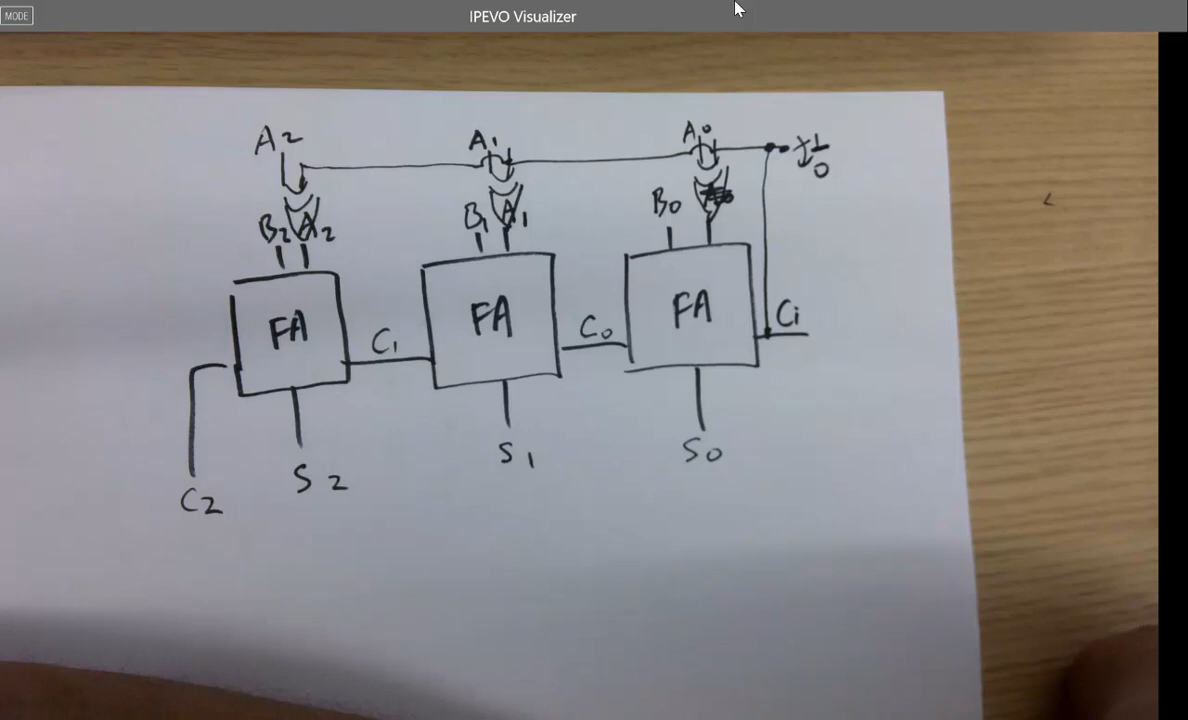 MODE
IPEVO Visualizer
A2 A1 A0 1
0
B2 A2 B1 A1 B0
FA FA FA
C1 C0 Ci
S2 S1 S0
C2